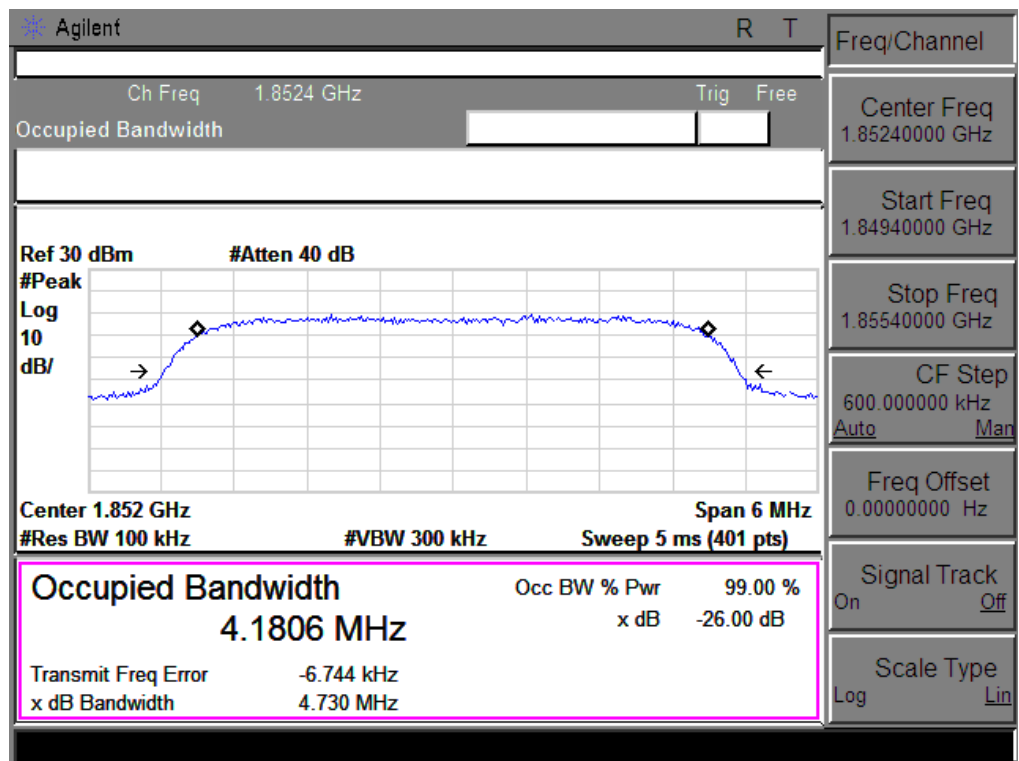 Agilent R T
Ch Freq 1.8524 GHz Trig Free
Occupied Bandwidth
Ref 30 dBm #Atten 40 dB
#Peak
Log
10
dB/
Center 1.852 GHz Span 6 MHz
#Res BW 100 kHz #VBW 300 kHz Sweep 5 ms (401 pts)
Occupied Bandwidth Occ BW % Pwr 99.00 %
4.1806 MHz x dB -26.00 dB
Transmit Freq Error -6.744 kHz
x dB Bandwidth 4.730 MHz
Freq/Channel
Center Freq
1.85240000 GHz
Start Freq
1.84940000 GHz
Stop Freq
1.85540000 GHz
CF Step
600.000000 kHz
Auto Man
Freq Offset
0.00000000 Hz
Signal Track
On Off
Scale Type
Log Lin